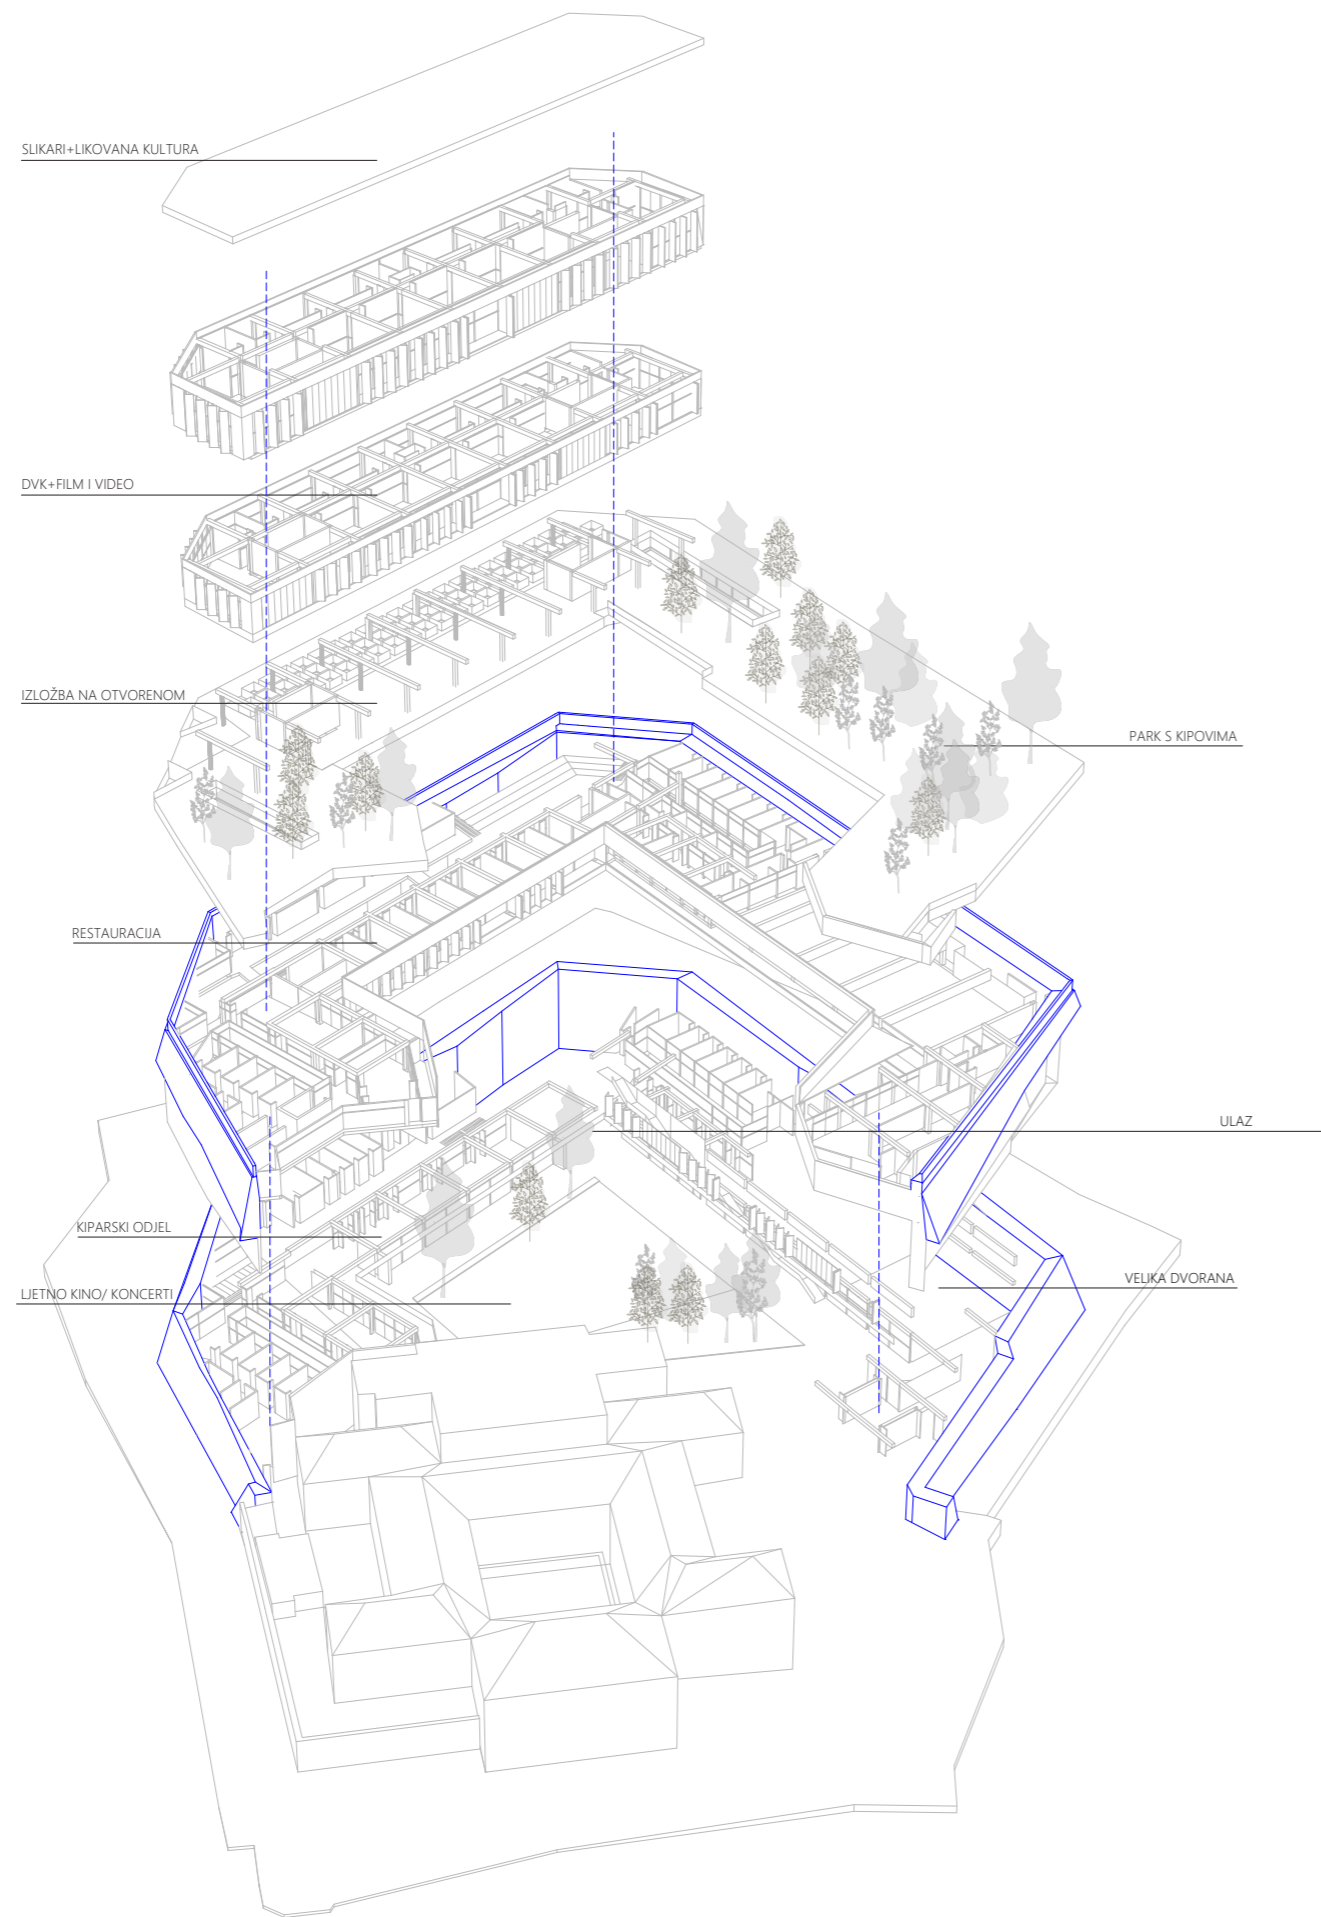 SLIKARI+LIKOVANA KULTURA
DVK+FILM I VIDEO
IZLOŽBA NA OTVORENOM
PARK S KIPOVIMA
RESTAURACIJA
ULAZ
KIPARSKI ODJEL
VELIKA DVORANA
LJETNO KINO/ KONCERTI